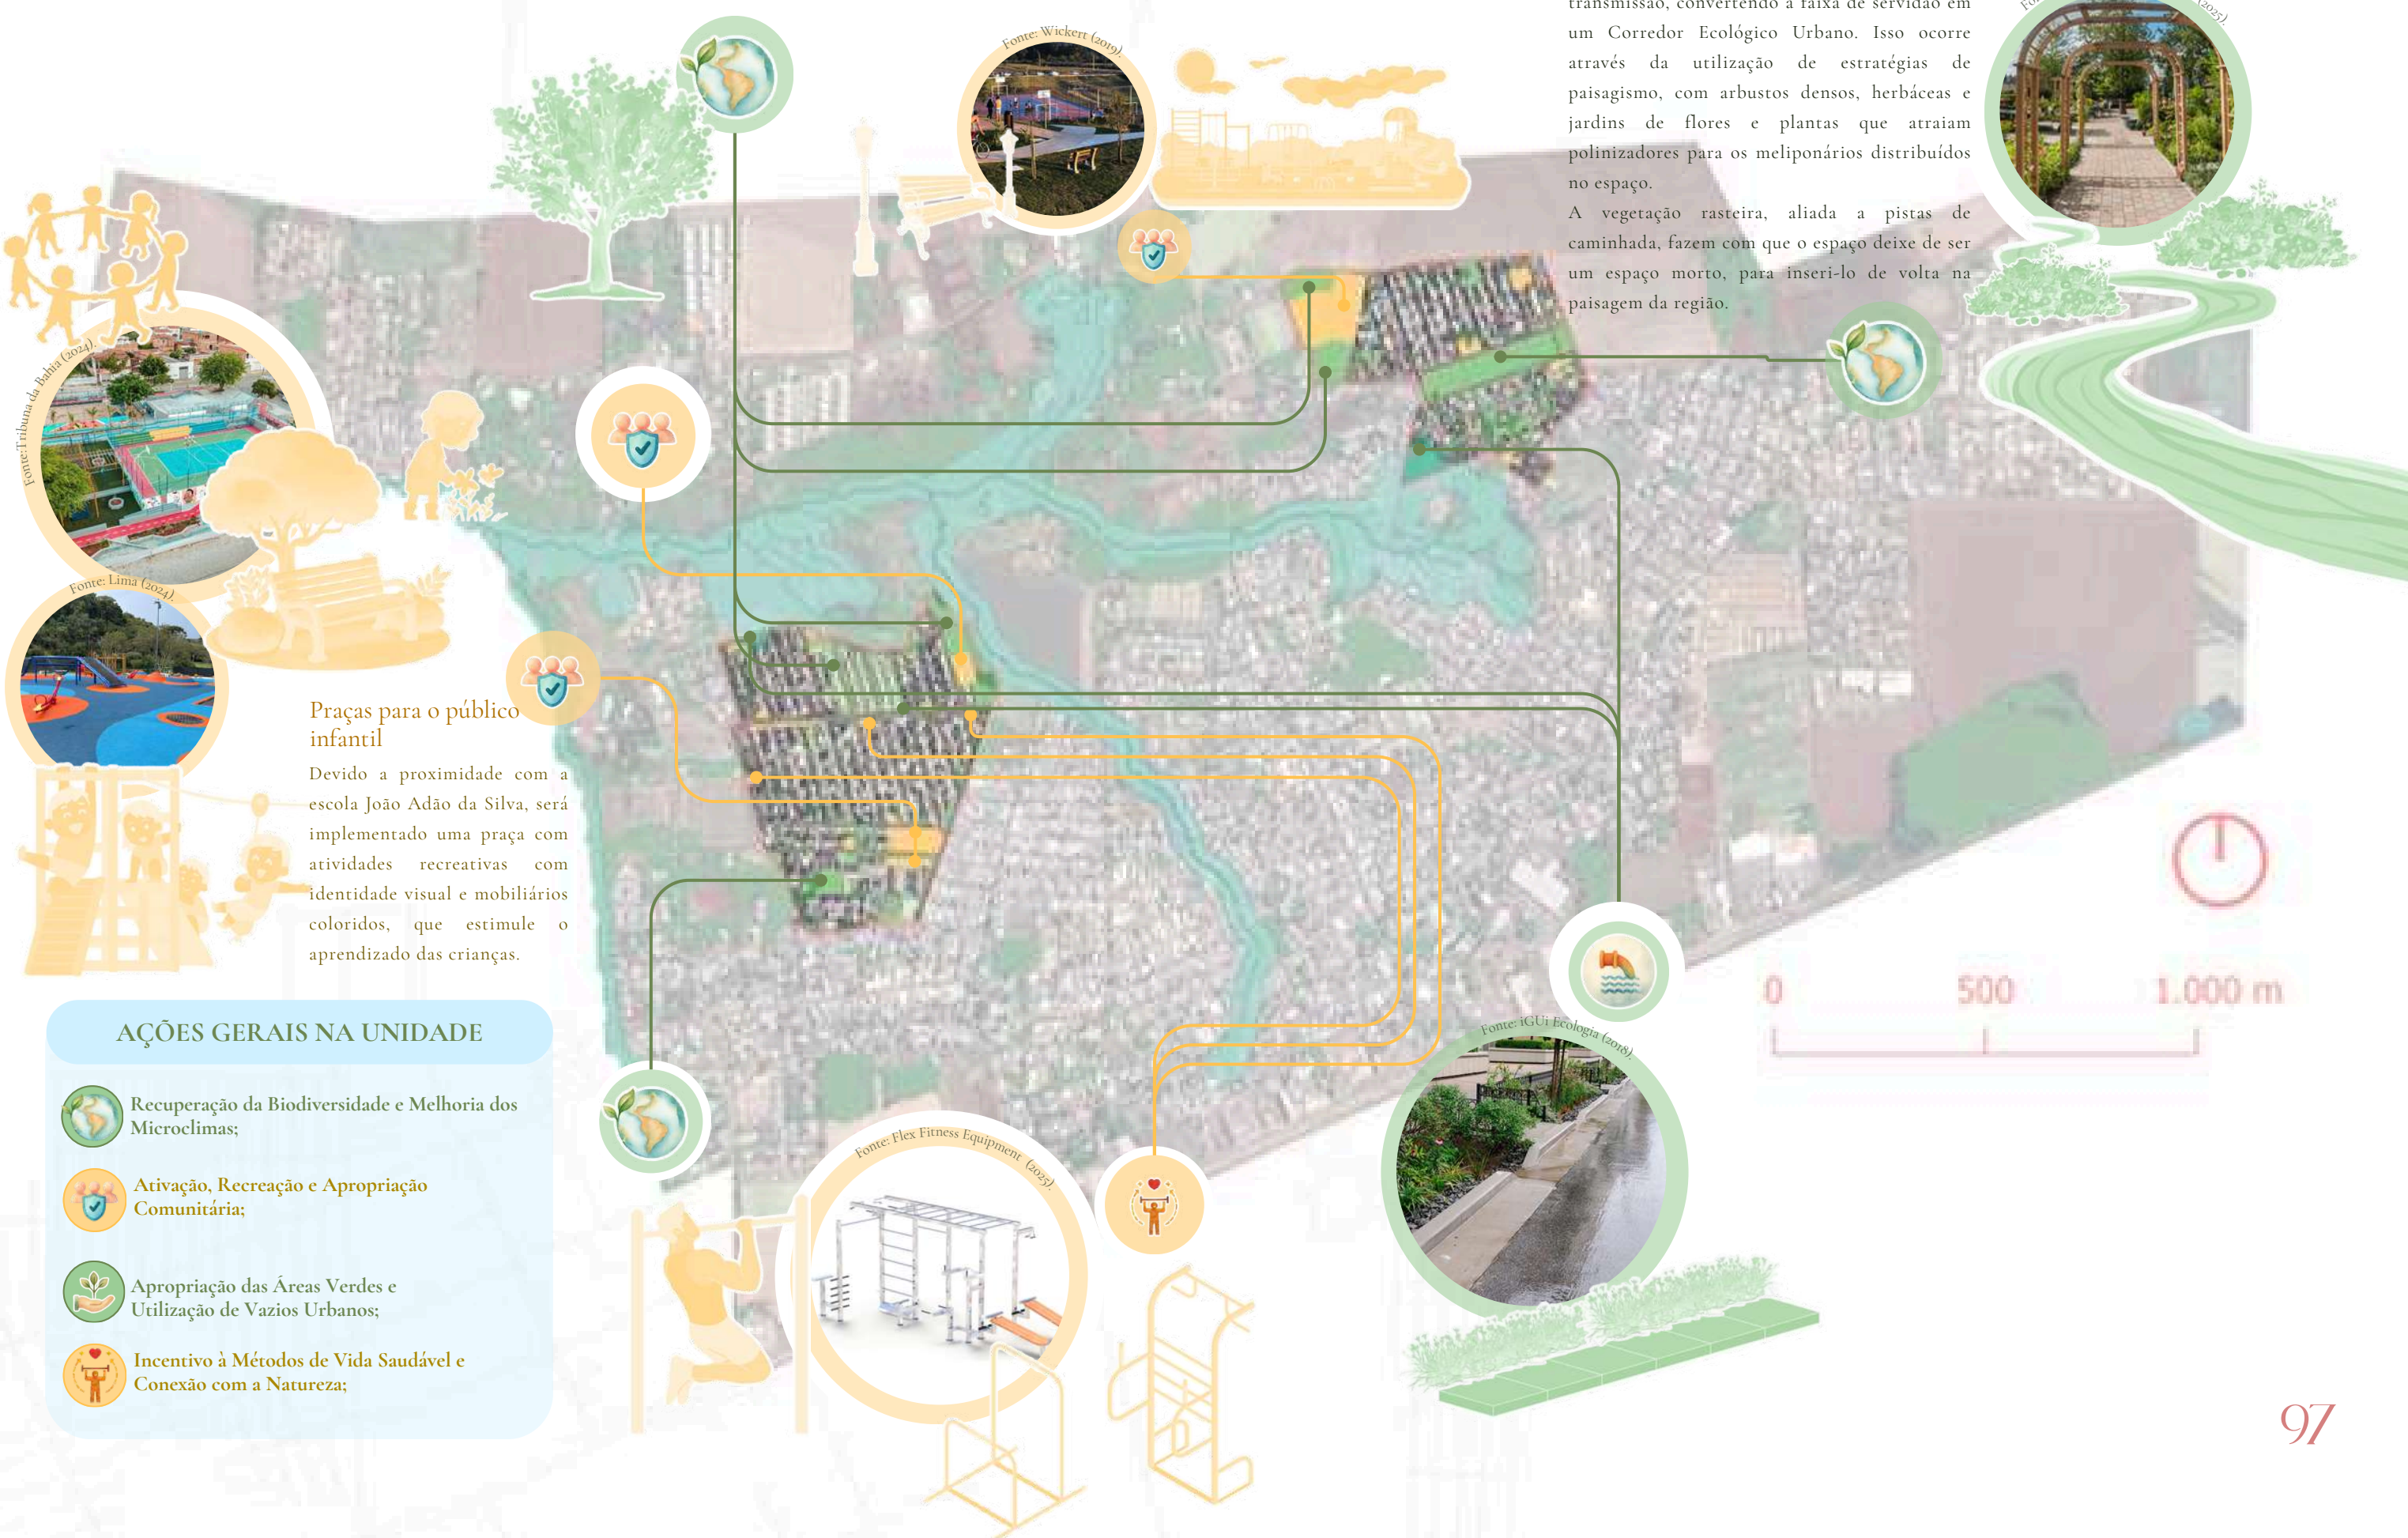 transmissão, convertendo a faixa de servidão em
um Corredor Ecológico Urbano. Isso ocorre
através da utilização de estratégias de
paisagismo, com arbustos densos, herbáceas e
jardins de flores e plantas que atraiam
polinizadores para os meliponários distribuídos
no espaço.
A vegetação rasteira, aliada a pistas de
caminhada, fazem com que o espaço deixe de ser
um espaço morto, para inseri-lo de volta na
paisagem da região.
(2025).
Fonte: Wickert (2019).
Fonte: Tribuna da Bahia (2024).
Fonte: Lima (2024).
Praças para o público
infantil
Devido a proximidade com a
escola João Adão da Silva, será
implementado uma praça com
atividades recreativas com
identidade visual e mobiliários
coloridos, que estimule o
aprendizado das crianças.
0 500 1.000 m
Fonte: iGUi Ecologia (2018).
Fonte: Flex Fitness Equipment (2025).
AÇÕES GERAIS NA UNIDADE
Recuperação da Biodiversidade e Melhoria dos
Microclimas;
Ativação, Recreação e Apropriação
Comunitária;
Apropriação das Áreas Verdes e
Utilização de Vazios Urbanos;
Incentivo à Métodos de Vida Saudável e
Conexão com a Natureza;
97